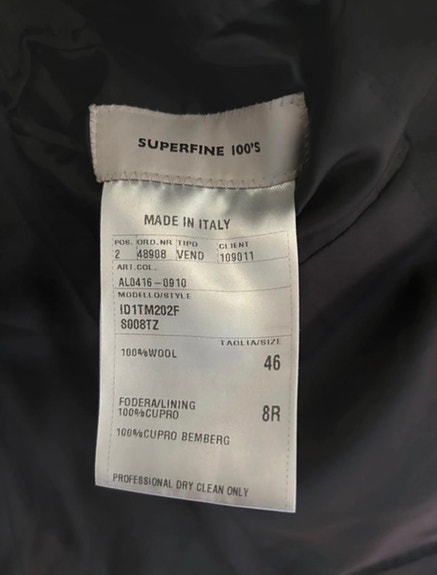 SUPERFINE 100'S
MADE IN ITALY
POS. ORD.NR TIPO CLIENT
2 48908 VEND 109011
ART.COL.
AL0416-0910
MODELLO/STYLE
ID1TM202F
S008TZ
TAGLIA/SIZE
100%WOOL 46
FODERA/LINING
100%CUPRO 8R
100%CUPRO BEMBERG
PROFESSIONAL DRY CLEAN ONLY